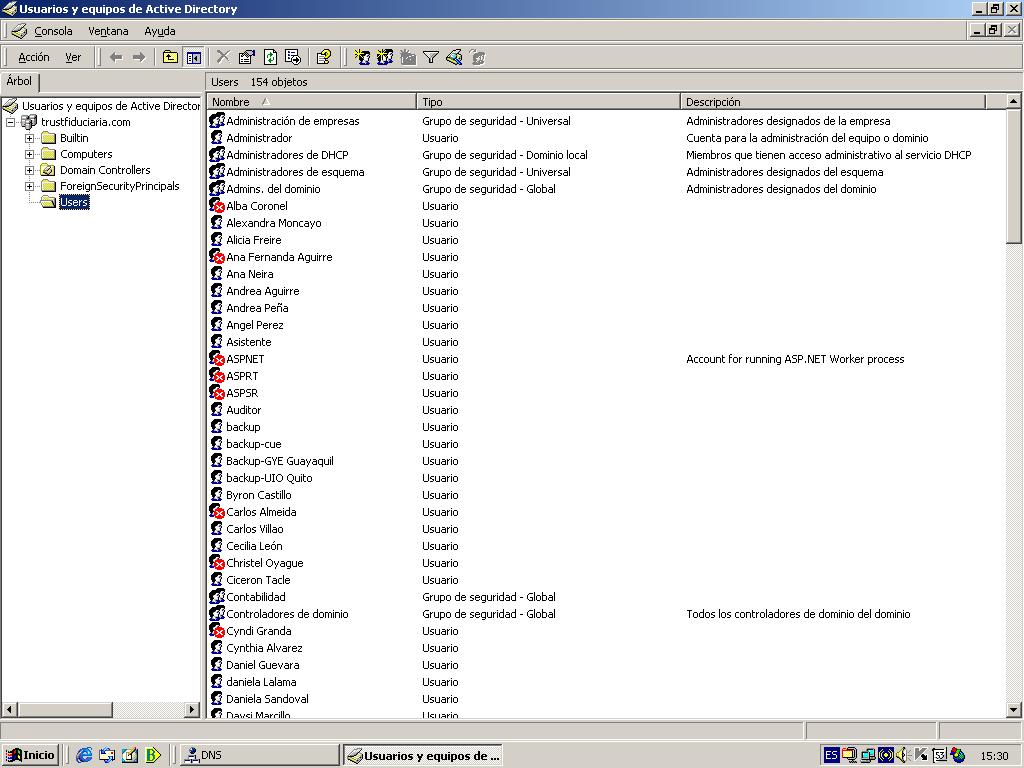 Usuarios y equipos de Active Directory
Consola Ventana Ayuda
Acción Ver
Árbol
Users 154 objetos
Usuarios y equipos de Active Director
trustfiduciaria.com
Builtin
Computers
Domain Controllers
ForeignSecurityPrincipals
Users
Nombre Tipo Descripción
Administración de empresas Grupo de seguridad - Universal Administradores designados de la empresa
Administrador Usuario Cuenta para la administración del equipo o dominio
Administradores de DHCP Grupo de seguridad - Dominio local Miembros que tienen acceso administrativo al servicio DHCP
Administradores de esquema Grupo de seguridad - Universal Administradores designados del esquema
Admins. del dominio Grupo de seguridad - Global Administradores designados del dominio
Alba Coronel Usuario
Alexandra Moncayo Usuario
Alicia Freire Usuario
Ana Fernanda Aguirre Usuario
Ana Neira Usuario
Andrea Aguirre Usuario
Andrea Peña Usuario
Angel Perez Usuario
Asistente Usuario
ASPNET Usuario Account for running ASP.NET Worker process
ASPRT Usuario
ASPSR Usuario
Auditor Usuario
backup Usuario
backup-cue Usuario
Backup-GYE Guayaquil Usuario
backup-UIO Quito Usuario
Byron Castillo Usuario
Carlos Almeida Usuario
Carlos Villao Usuario
Cecilia León Usuario
Christel Oyague Usuario
Ciceron Tacle Usuario
Contabilidad Grupo de seguridad - Global
Controladores de dominio Grupo de seguridad - Global Todos los controladores de dominio del dominio
Cyndi Granda Usuario
Cynthia Alvarez Usuario
Daniel Guevara Usuario
daniela Lalama Usuario
Daniela Sandoval Usuario
Daysi Marcillo Usuario
Inicio DNS Usuarios y equipos de ... ES 15:30